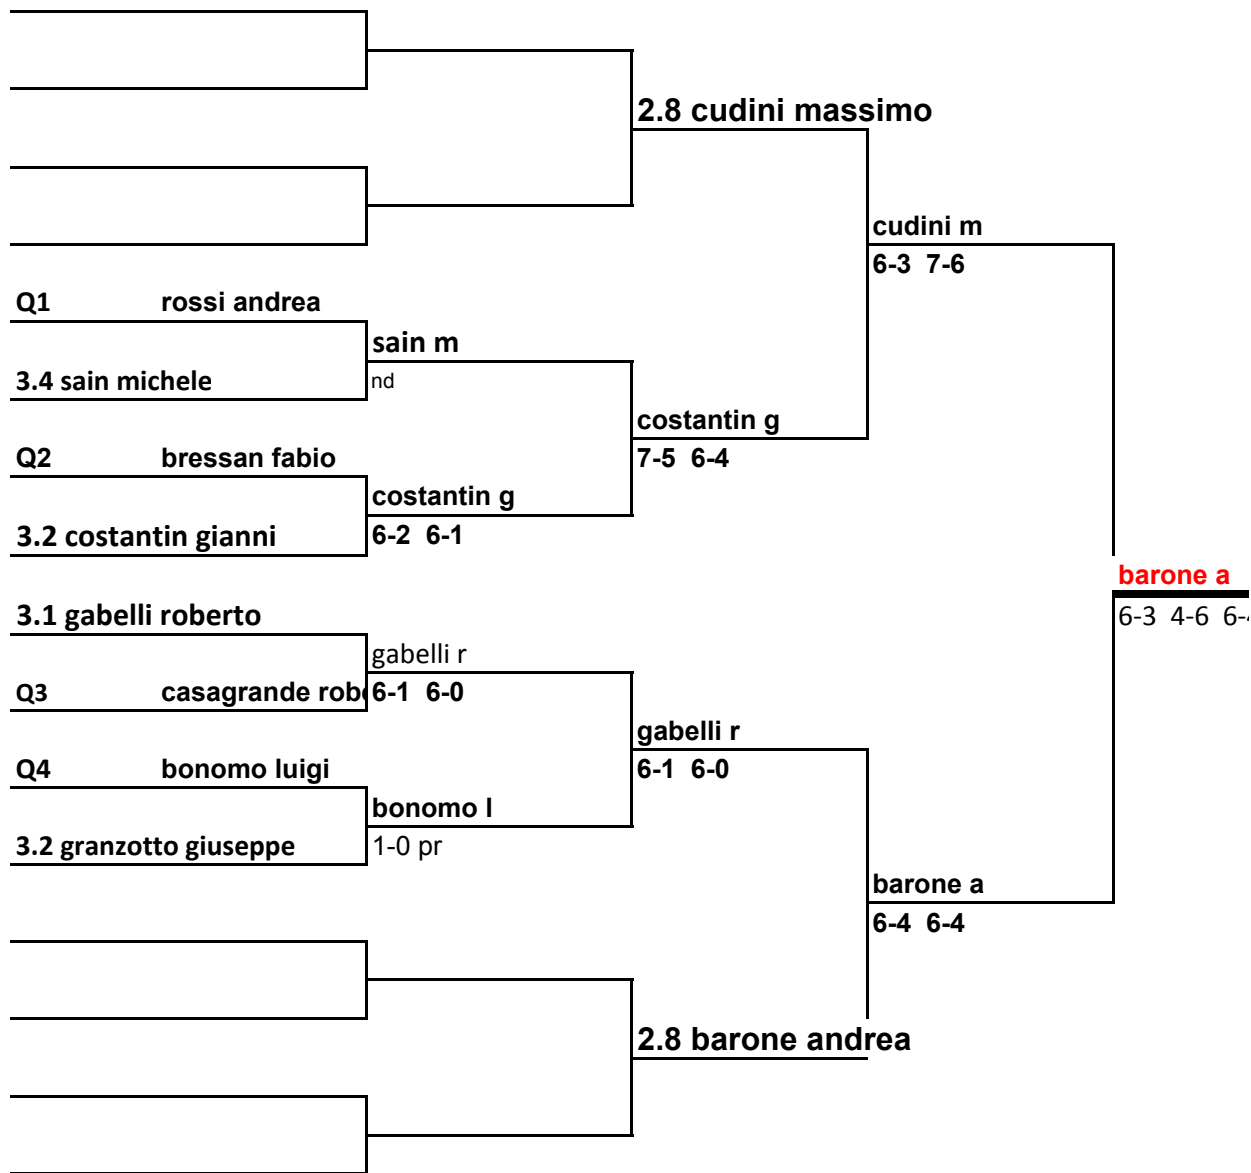 2.8 cudini massimo
cudini m
6-3 7-6
Q1 rossi andrea
sain m
3.4 sain michele
nd
costantin g
7-5 6-4
Q2 bressan fabio
costantin g
3.2 costantin gianni
6-2 6-1
barone a
6-3 4-6
3.1 gabelli roberto
gabelli r
Q3 casagrande
6-1 6-0
gabelli r
6-1 6-0
Q4 bonomo luigi
bonomo l
3.2 granzotto giuseppe
1-0 pr
barone a
6-4 6-4
2.8 barone andrea